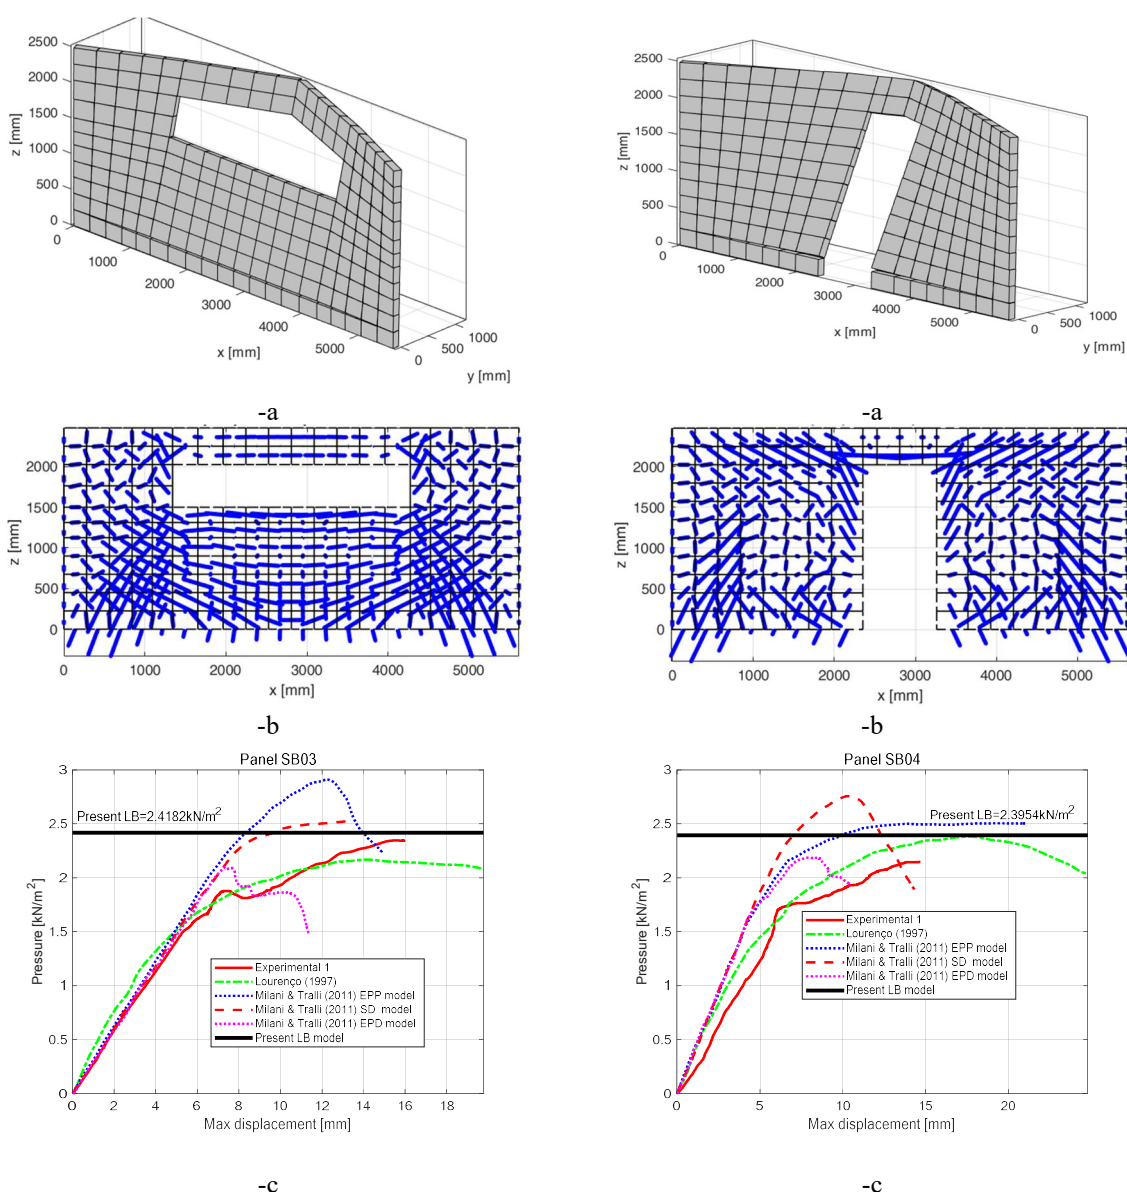 2500
2000
1500
1000
500
0
z [mm]
0
1000
2000
3000
4000
5000
x [mm]
0
500
1000
y [mm]
-a
2500
2000
1500
1000
500
0
z [mm]
0
1000
2000
3000
4000
5000
x [mm]
0
500
1000
y [mm]
-a
2000
1500
1000
500
0
z [mm]
0 1000 2000 3000 4000 5000
x [mm]
-b
2000
1500
1000
500
0
z [mm]
0 1000 2000 3000 4000 5000
x [mm]
-b
Panel SB03
3
2.5
2
1.5
1
0.5
0
Pressure [kN/m²]
Present LB=2.4182kN/m²
Experimental 1
Lourenço (1997)
Milani & Tralli (2011) EPP model
Milani & Tralli (2011) SD model
Milani & Tralli (2011) EPD model
Present LB model
0 2 4 6 8 10 12 14 16 18
Max displacement [mm]
-c
Panel SB04
3
2.5
2
1.5
1
0.5
0
Pressure [kN/m²]
Present LB=2.3954kN/m²
Experimental 1
Lourenço (1997)
Milani & Tralli (2011) EPP model
Milani & Tralli (2011) SD model
Milani & Tralli (2011) EPD model
Present LB model
0 5 10 15 20
Max displacement [mm]
-c